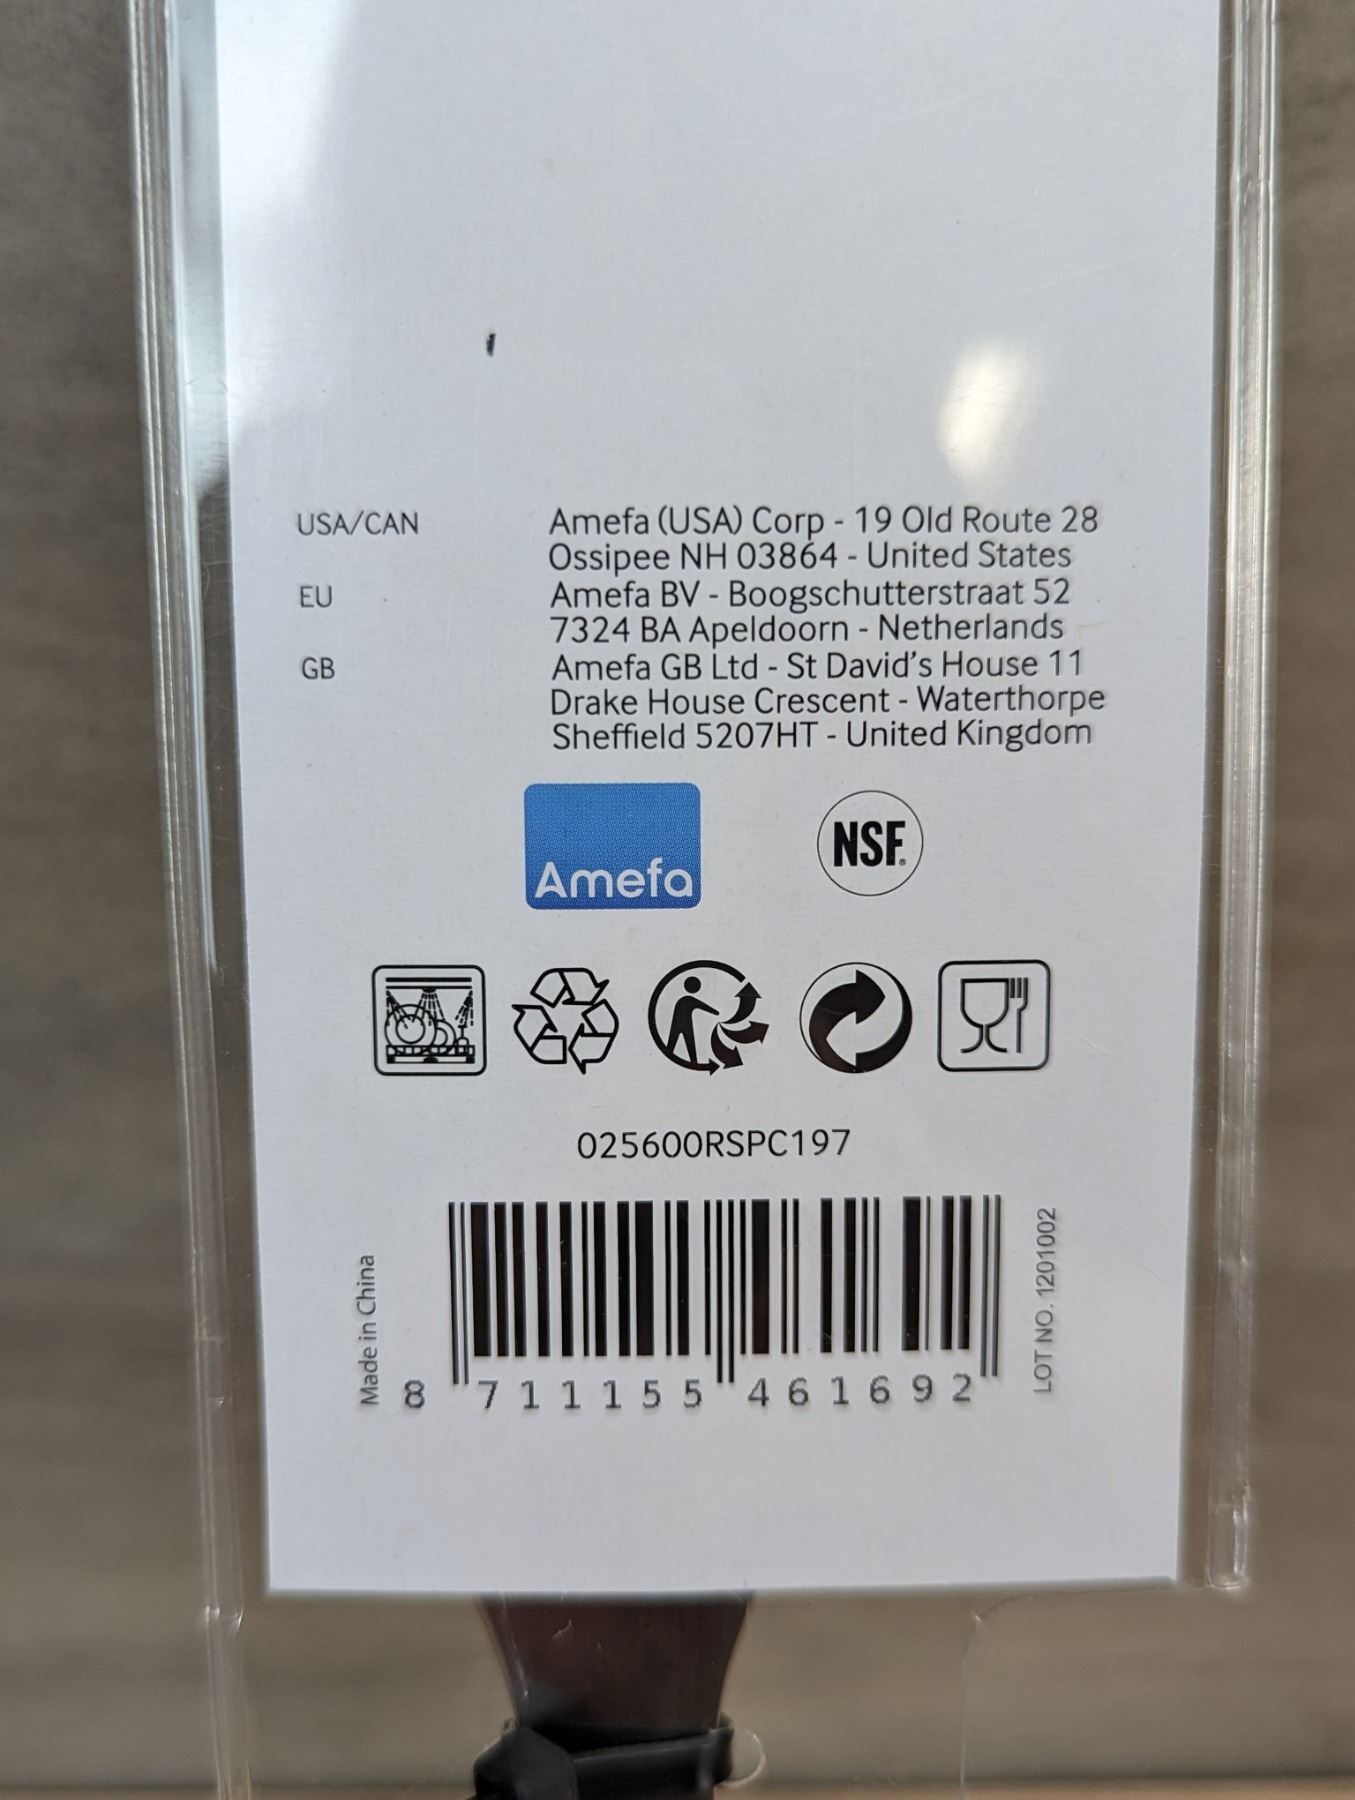 USA/CAN Amefa (USA) Corp - 19 Old Route 28
Ossipee NH 03864 - United States
EU Amefa BV - Boogschutterstraat 52
7324 BA Apeldoorn - Netherlands
GB Amefa GB Ltd - St David's House 11
Drake House Crescent - Waterthorpe
Sheffield 5207HT - United Kingdom
Amefa
NSF®
025600RSPC197
Made in China
8 711155 461692
LOT NO. 1201002